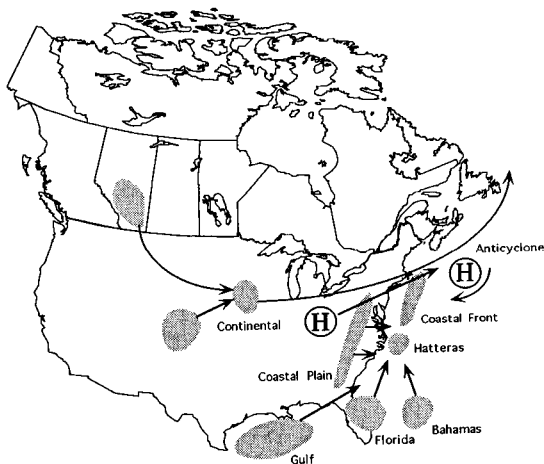 Anticyclone
H
Continental
H
Coastal Front
Hatteras
Coastal Plain
Florida
Bahamas
Gulf